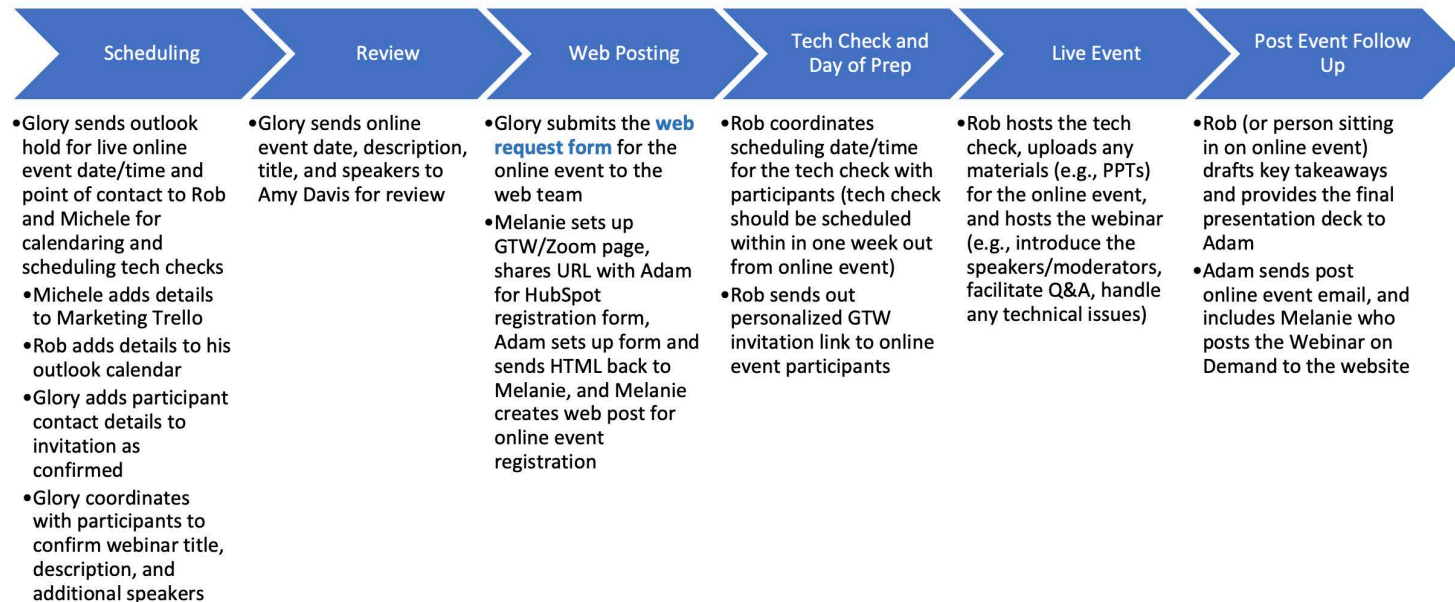 Scheduling
Review
Web Posting
Tech Check and
Day of Prep
Live Event
Post Event Follow
Up
•Glory sends outlook
hold for live online
event date/time and
point of contact to Rob
and Michele for
calendaring and
scheduling tech checks
•Michele adds details
to Marketing Trello
•Rob adds details to his
outlook calendar
•Glory adds participant
contact details to
invitation as
confirmed
•Glory coordinates
with participants to
confirm webinar title,
description, and
additional speakers
•Glory sends online
event date, description,
title, and speakers to
Amy Davis for review
•Glory submits the web
request form for the
online event to the
web team
•Melanie sets up
GTW/Zoom page,
shares URL with Adam
for HubSpot
registration form,
Adam sets up form and
sends HTML back to
Melanie, and Melanie
creates web post for
online event
registration
•Rob coordinates
scheduling date/time
for the tech check with
participants (tech check
should be scheduled
within in one week out
from online event)
•Rob sends out
personalized GTW
invitation link to online
event participants
•Rob hosts the tech
check, uploads any
materials (e.g., PPTs)
for the online event,
and hosts the webinar
(e.g., introduce the
speakers/moderators,
facilitate Q&A, handle
any technical issues)
•Rob (or person sitting
in on online event)
drafts key takeaways
and provides the final
presentation deck to
Adam
•Adam sends post
online event email, and
includes Melanie who
posts the Webinar on
Demand to the website